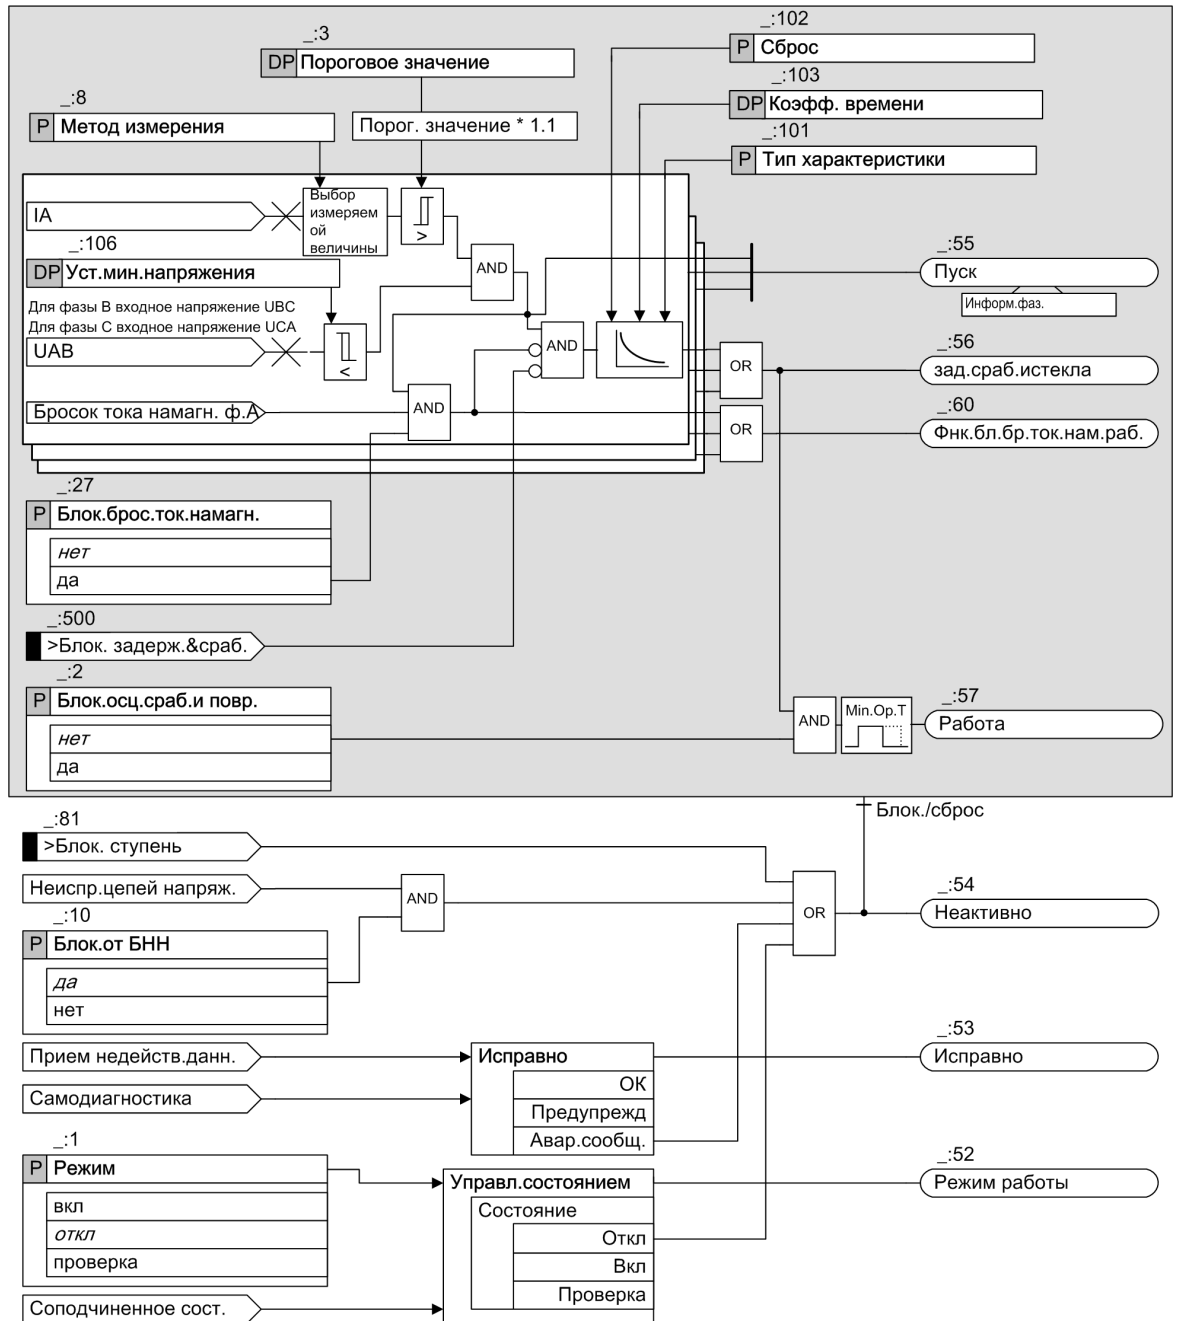 _:3
DP Пороговое значение
_:102
P Сброс
_:103
DP Коэфф. времени
_:101
P Тип характеристики
_:8
P Метод измерения
Порог. значение * 1.1
IA
Выбор
измеряем
ой
величины
>
_:106
DP Уст.мин.напряжения
Для фазы B входное напряжение UBC
Для фазы C входное напряжение UCA
UAB
<
AND
AND
Бросок тока намагн. ф.А
AND
OR
OR
_:55
Пуск
Информ.фаз.
_:56
зад.сраб.истекла
_:60
Фнк.бл.бр.ток.нам.раб.
_:27
P Блок.брос.ток.намагн.
нет
да
_:500
>Блок. задерж.&сраб.
_:2
P Блок.осц.сраб.и повр.
нет
да
AND
Min.Op.T
_:57
Работа
Блок./сброс
_:81
>Блок. ступень
Неиспр.цепей напряж.
AND
_:10
P Блок.от БНН
да
нет
OR
_:54
Неактивно
Прием недейств.данн.
Самодиагностика
Исправно
ОК
Предупрежд
Авар.сообщ.
_:53
Исправно
_:1
P Режим
вкл
откл
проверка
Соподчиненное сост.
Управл.состоянием
Состояние
Откл
Вкл
Проверка
_:52
Режим работы